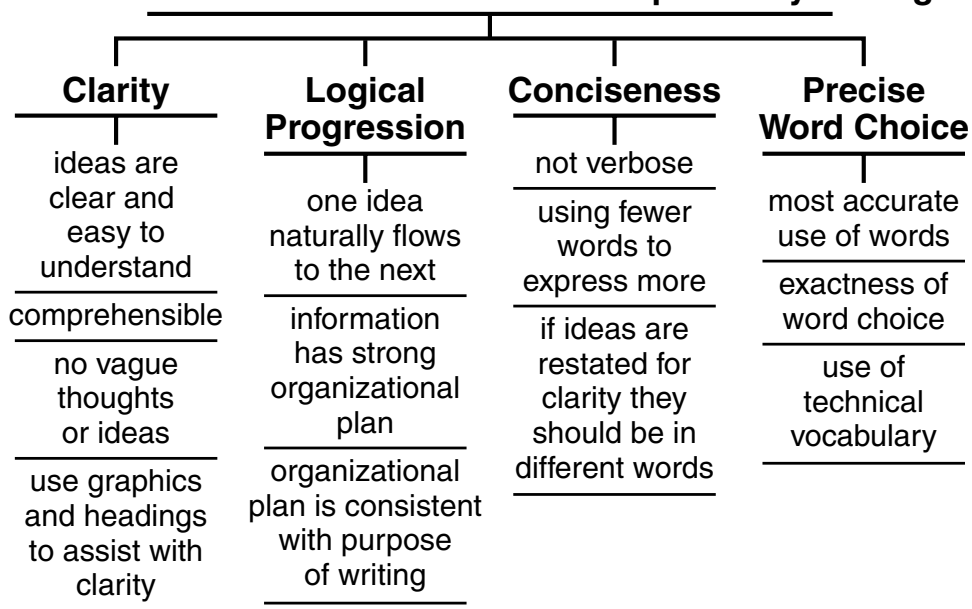 Clarity
ideas are
clear and
easy to
understand
comprehensible
no vague
thoughts
or ideas
use graphics
and headings
to assist with
clarity
Logical
Progression
one idea
naturally flows
to the next
information
has strong
organizational
plan
organizational
plan is consistent
with purpose
of writing
Conciseness
not verbose
using fewer
words to
express more
if ideas are
restated for
clarity they
should be in
different words
Precise
Word Choice
most accurate
use of words
exactness of
word choice
use of
technical
vocabulary